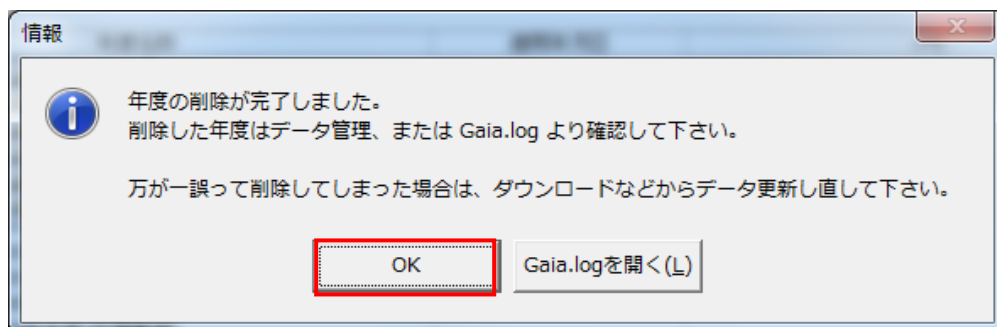 情報
年度の削除が完了しました。
削除した年度はデータ管理、または Gaia.log より確認して下さい。
万が一誤って削除してしまった場合は、ダウンロードなどからデータ更新し直して下さい。
OK
Gaia.logを開く(L)